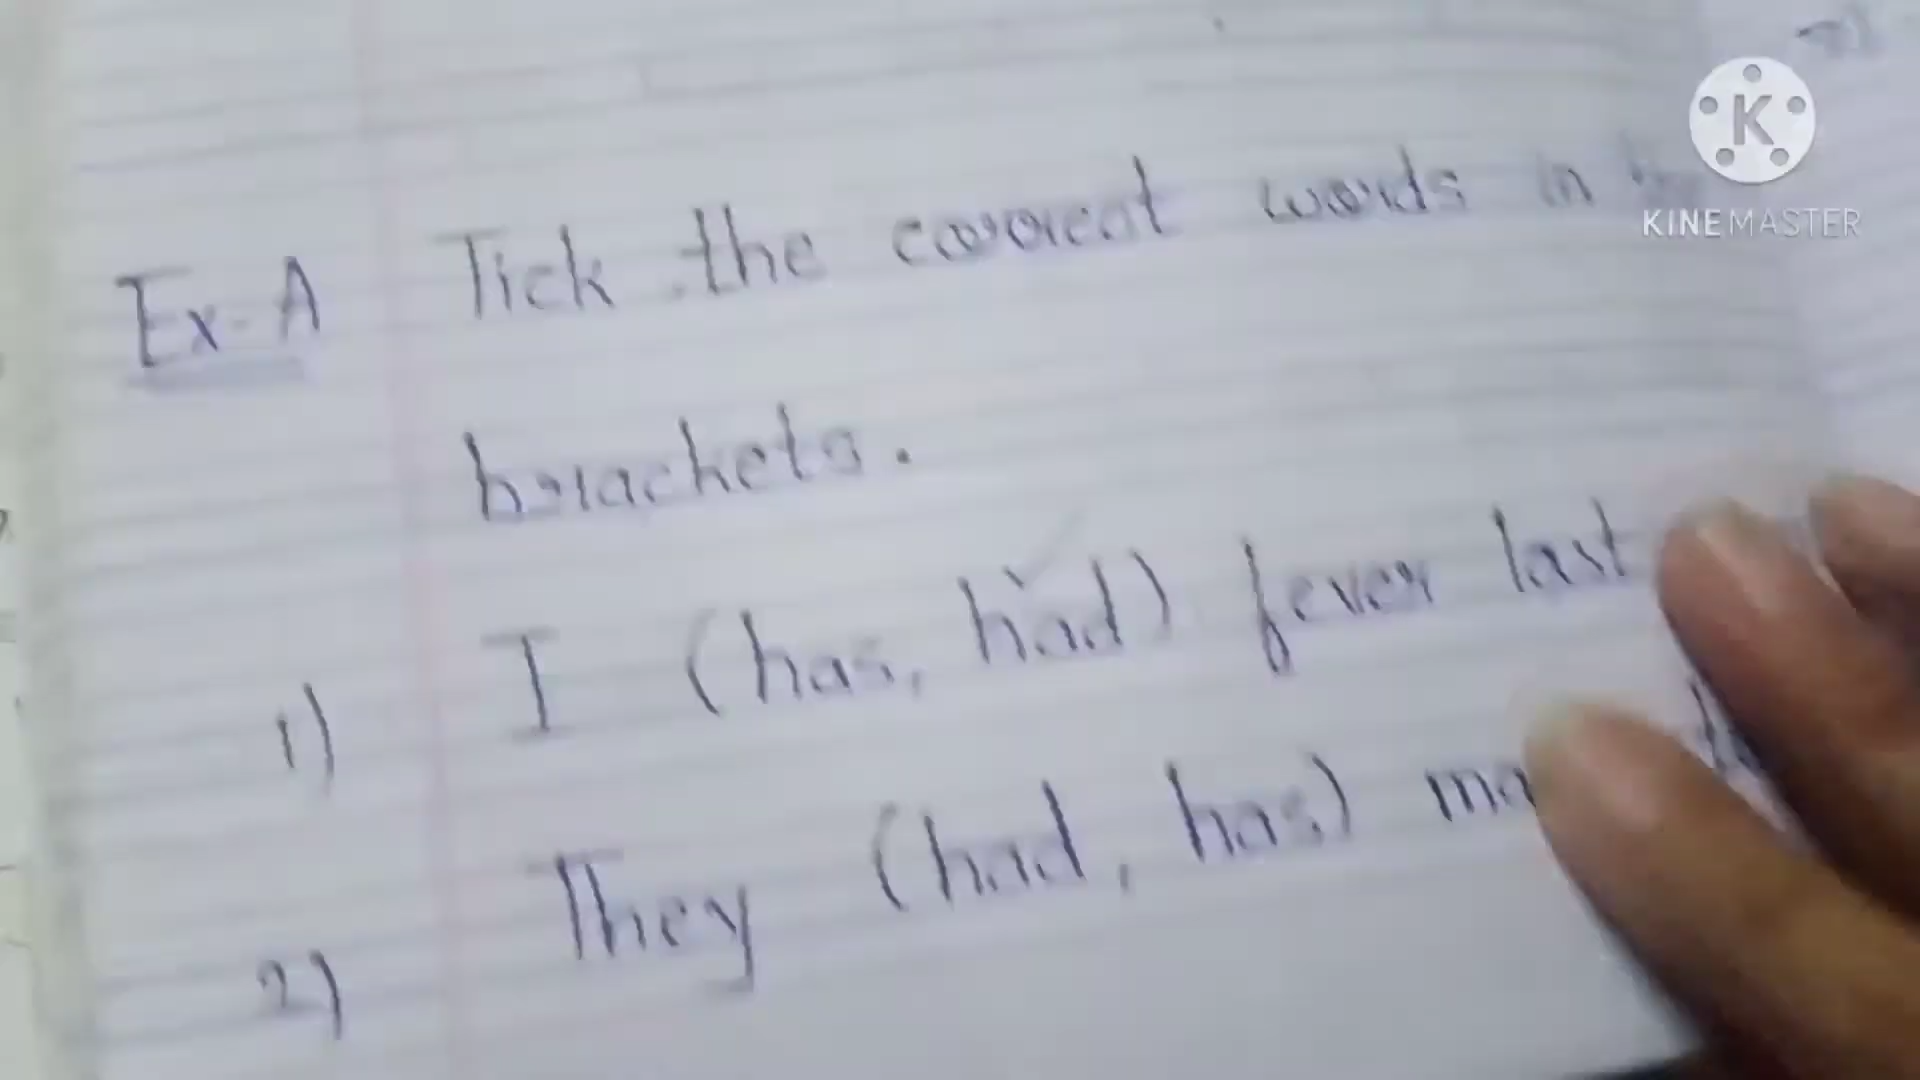 Ex-A Tick the correct words in
brackets.
1) I (has, had) fever last
2) They (had, has)
KINEMASTER